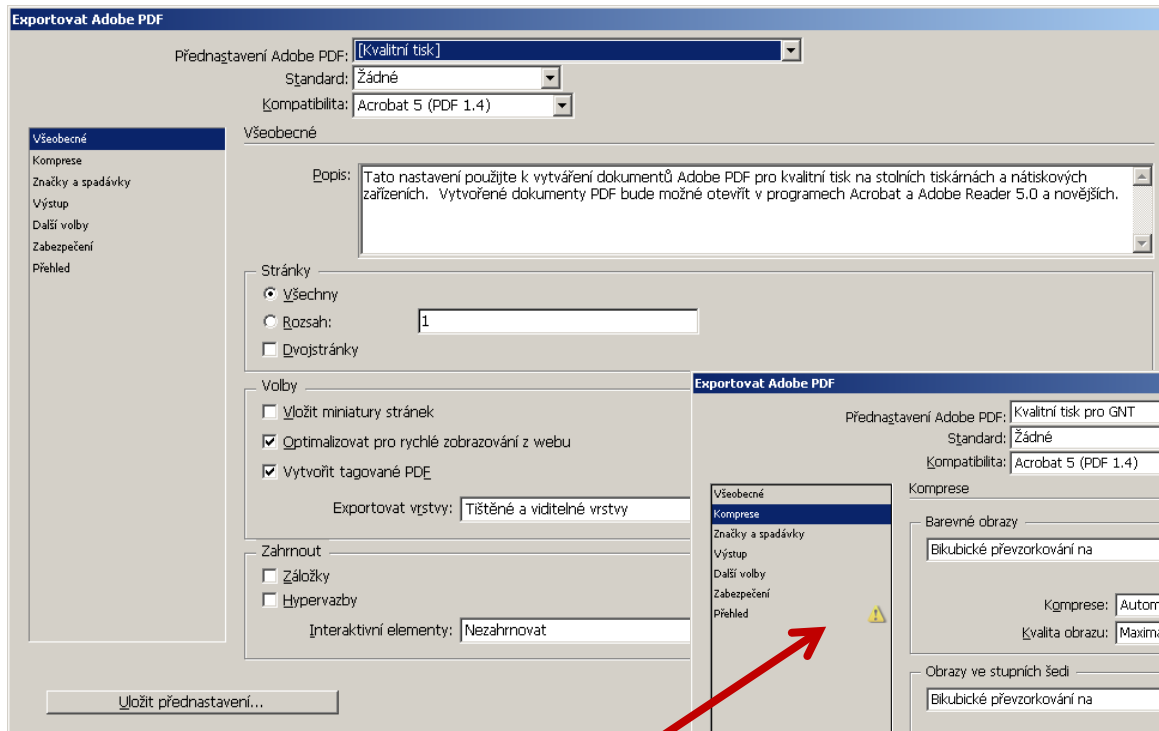 Exportovat Adobe PDF
Přednastavení Adobe PDF: [Kvalitní tisk]
Standard: Žádné
Kompatibilita: Acrobat 5 (PDF 1.4)
Všeobecné
Komprese
Značky a spadávky
Výstup
Další volby
Zabezpečení
Přehled
Všeobecné
Popis: Tato nastavení použijte k vytváření dokumentů Adobe PDF pro kvalitní tisk na stolních tiskárnách a nátiskových
zařízeních. Vytvořené dokumenty PDF bude možné otevřít v programech Acrobat a Adobe Reader 5.0 a novějších.
Stránky
Všechny
Rozsah: 1
Dvojstránky
Volby
Vložit miniatury stránek
Optimalizovat pro rychlé zobrazování z webu
Vytvořit tagované PDF
Exportovat vrstvy: Tištěné a viditelné vrstvy
Zahrnout
Záložky
Hypervazby
Interaktivní elementy: Nezahrnovat
Uložit přednastavení...
Exportovat Adobe PDF
Přednastavení Adobe PDF: Kvalitní tisk pro GNT
Standard: Žádné
Kompatibilita: Acrobat 5 (PDF 1.4)
Všeobecné
Komprese
Značky a spadávky
Výstup
Další volby
Zabezpečení
Přehled
Komprese
Barevné obrazy
Bikubické převzorkování na
Komprese: Autom
Kvalita obrazu: Maxima
Obrazy ve stupních šedi
Bikubické převzorkování na